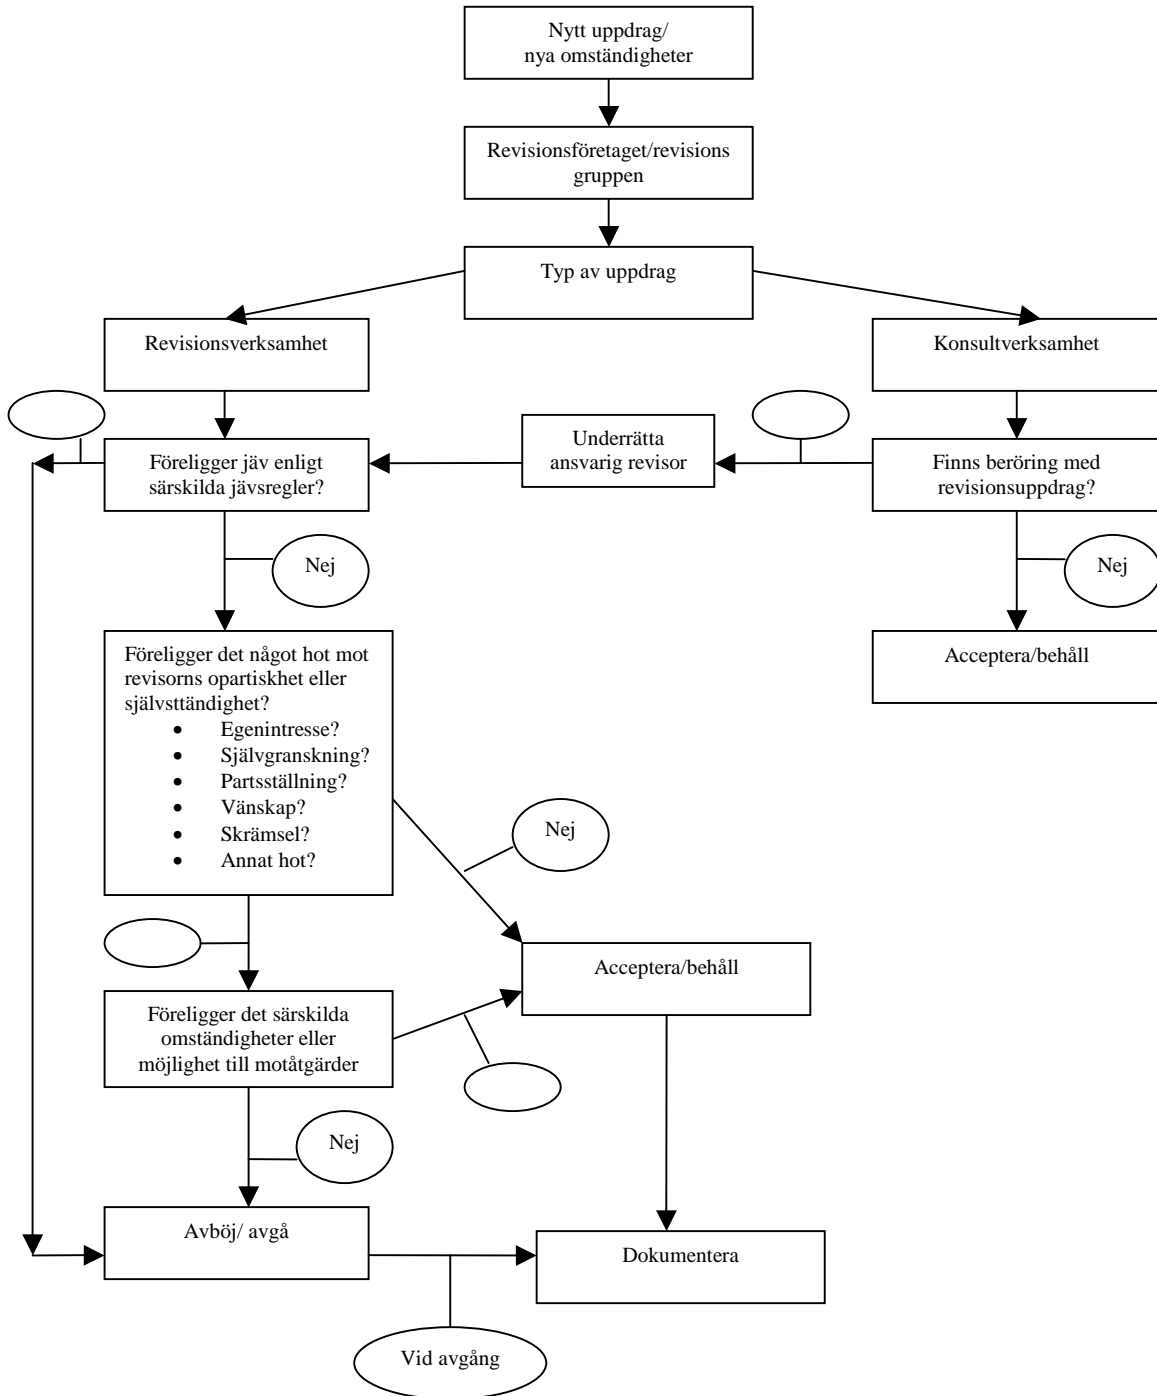 Nytt uppdrag/
nya omständigheter
Revisionsföretaget/revisions
gruppen
Typ av uppdrag
Revisionsverksamhet
Konsultverksamhet
Föreligger jäv enligt
särskilda jävsregler?
Underrätta
ansvarig revisor
Finns beröring med
revisionsuppdrag?
Nej
Nej
Föreligger det något hot mot
revisorns opartiskhet eller
självsttändighet?
• Egenintresse?
• Självgranskning?
• Partsställning?
• Vänskap?
• Skrämsel?
• Annat hot?
Acceptera/behåll
Nej
Acceptera/behåll
Föreligger det särskilda
omständigheter eller
möjlighet till motåtgärder
Nej
Avböj/ avgå
Dokumentera
Vid avgång